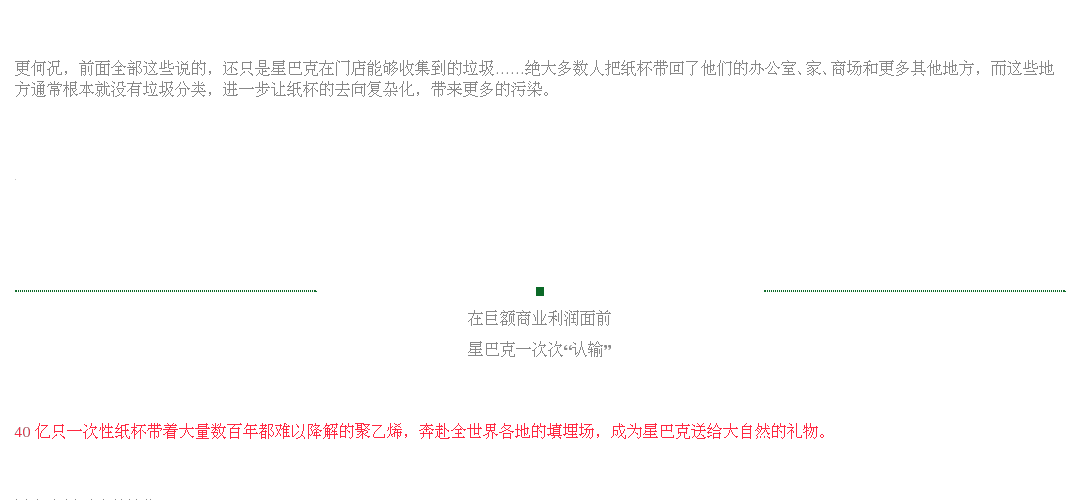 更何况，前面全部这些说的，还只是星巴克在门店能够收集到的垃圾……绝大多数人把纸杯带回了他们的办公室、家、商场和更多其他地方，而这些地
方通常根本就没有垃圾分类，进一步让纸杯的去向复杂化，带来更多的污染。
在巨额商业利润面前
星巴克一次次“认输”
40 亿只一次性纸杯带着大量数百年都难以降解的聚乙烯，奔赴全世界各地的填埋场，成为星巴克送给大自然的礼物。